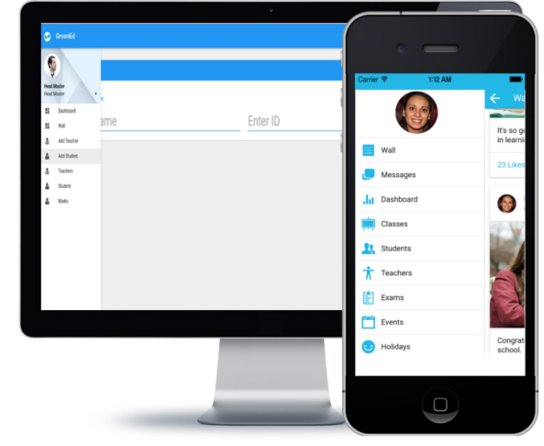 GreenEd
Head Master
Head Master
Dashboard
Wall
Add Teacher
Add Student
Teachers
Student
Marks
ame
Enter ID
Carrier
1:12 AM
Wall
Messages
Dashboard
Classes
Students
Teachers
Exams
Events
Holidays
Wa
It's so g
in learni
23 Likes
Congrat
school.